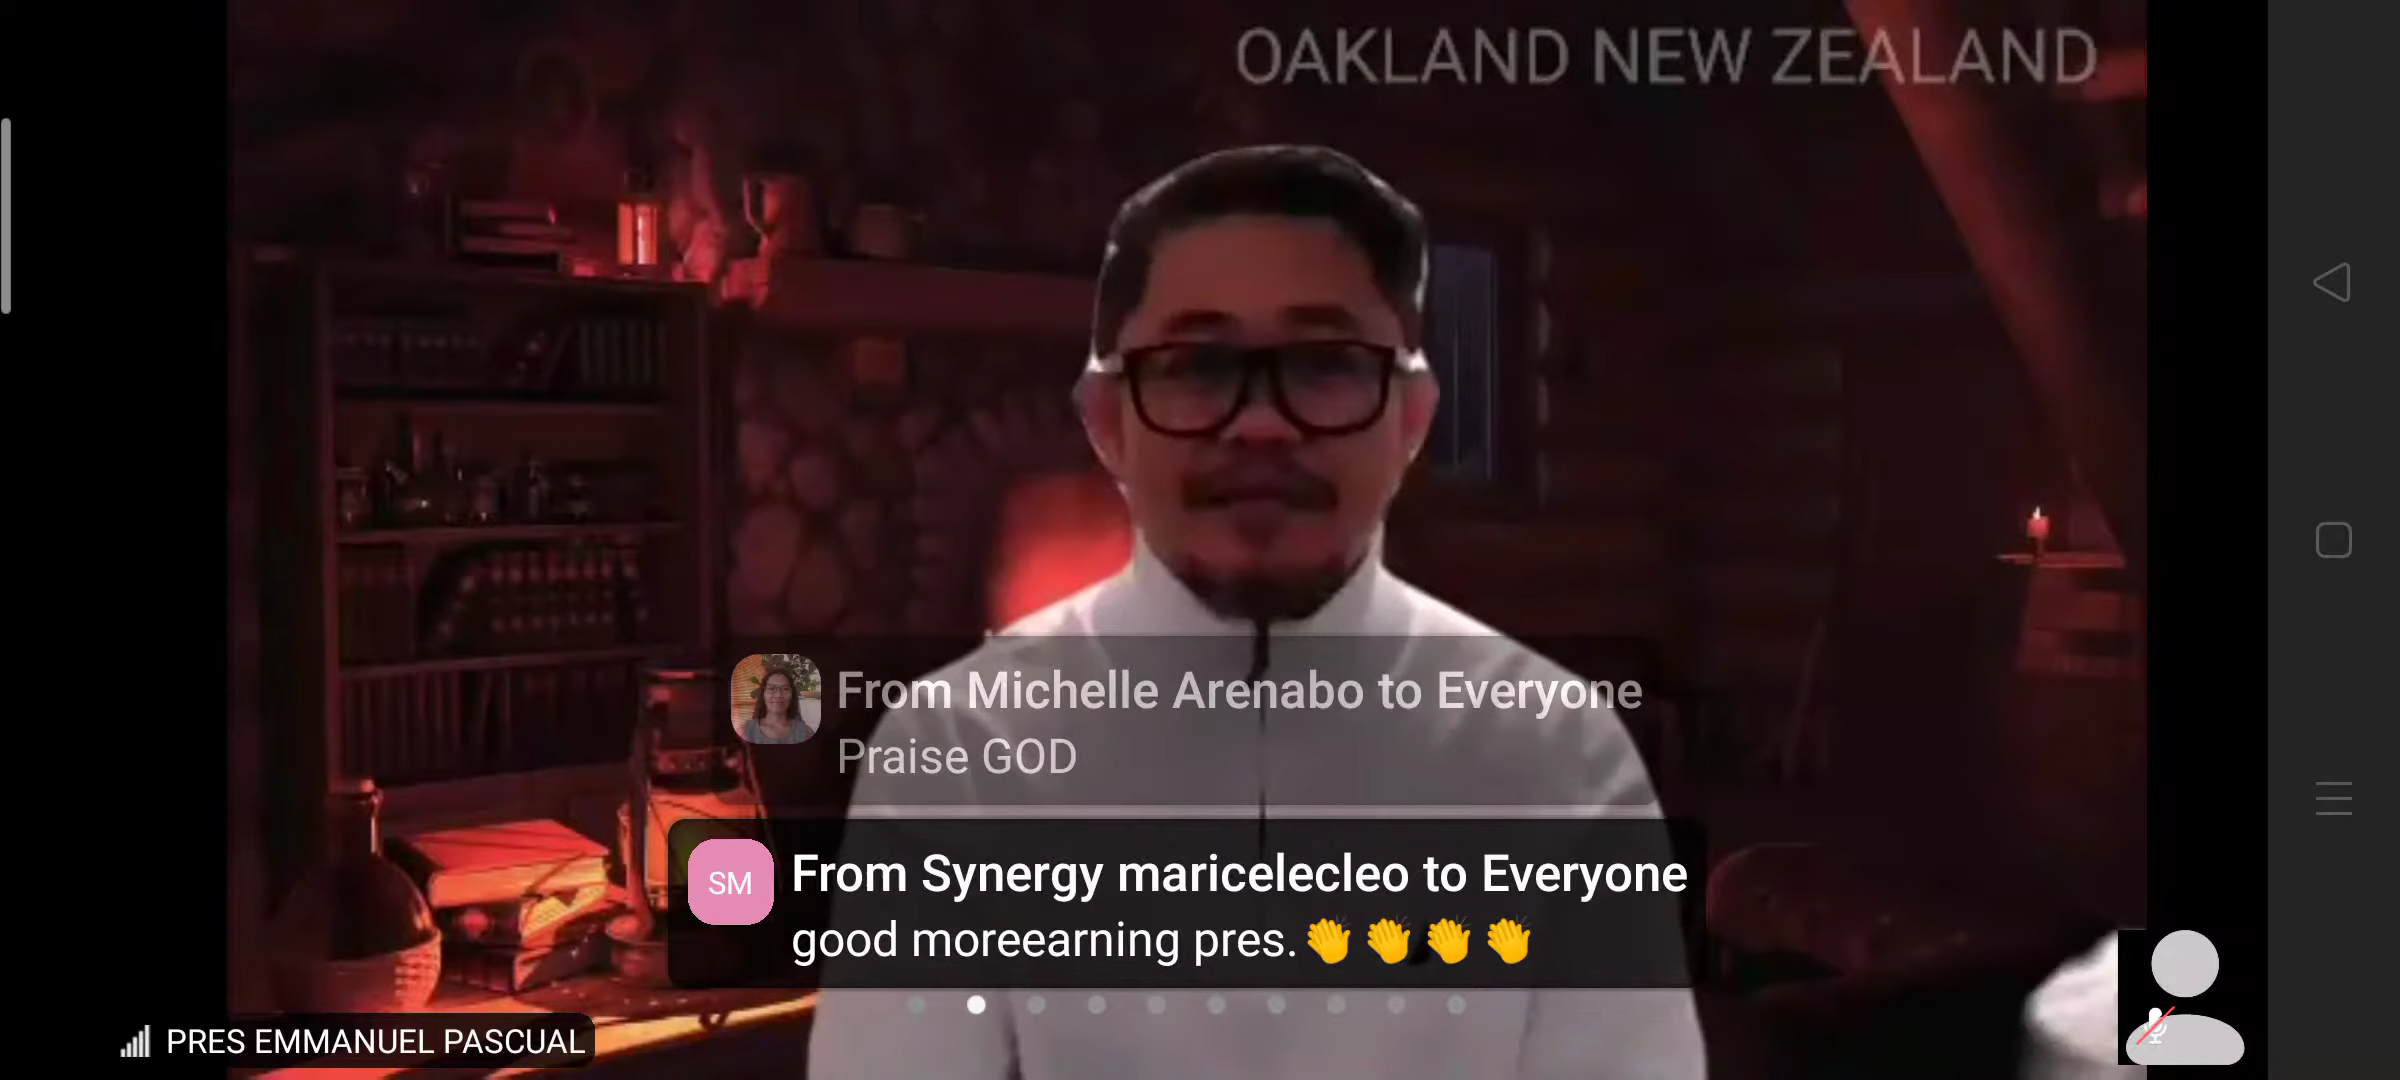 OAKLAND NEW ZEALAND
From Michelle Arenabo to Everyone
Praise GOD
SM
From Synergy maricelecleo to Everyone
good moreearning pres.👏👏👏👏
PRES EMMANUEL PASCUAL